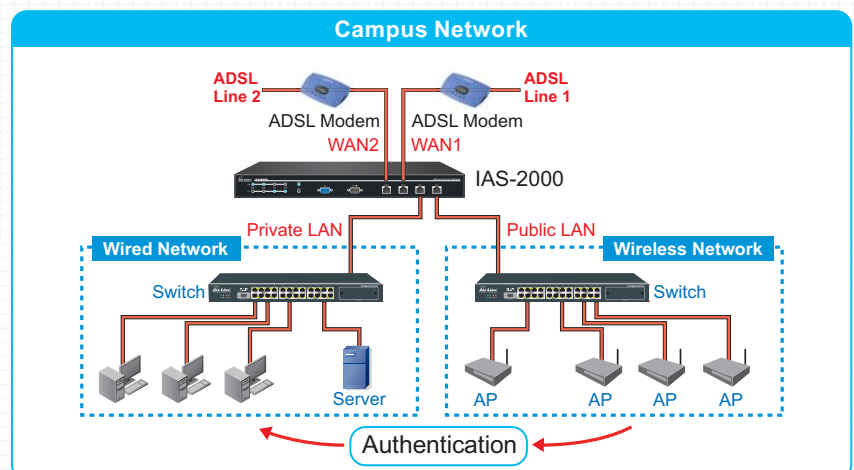 Campus Network
ADSL
Line 2
ADSL
Line 1
ADSL Modem
ADSL Modem
WAN2
WAN1
IAS-2000
Private LAN
Public LAN
Wired Network
Wireless Network
Switch
Switch
Server
AP
AP
AP
AP
Authentication